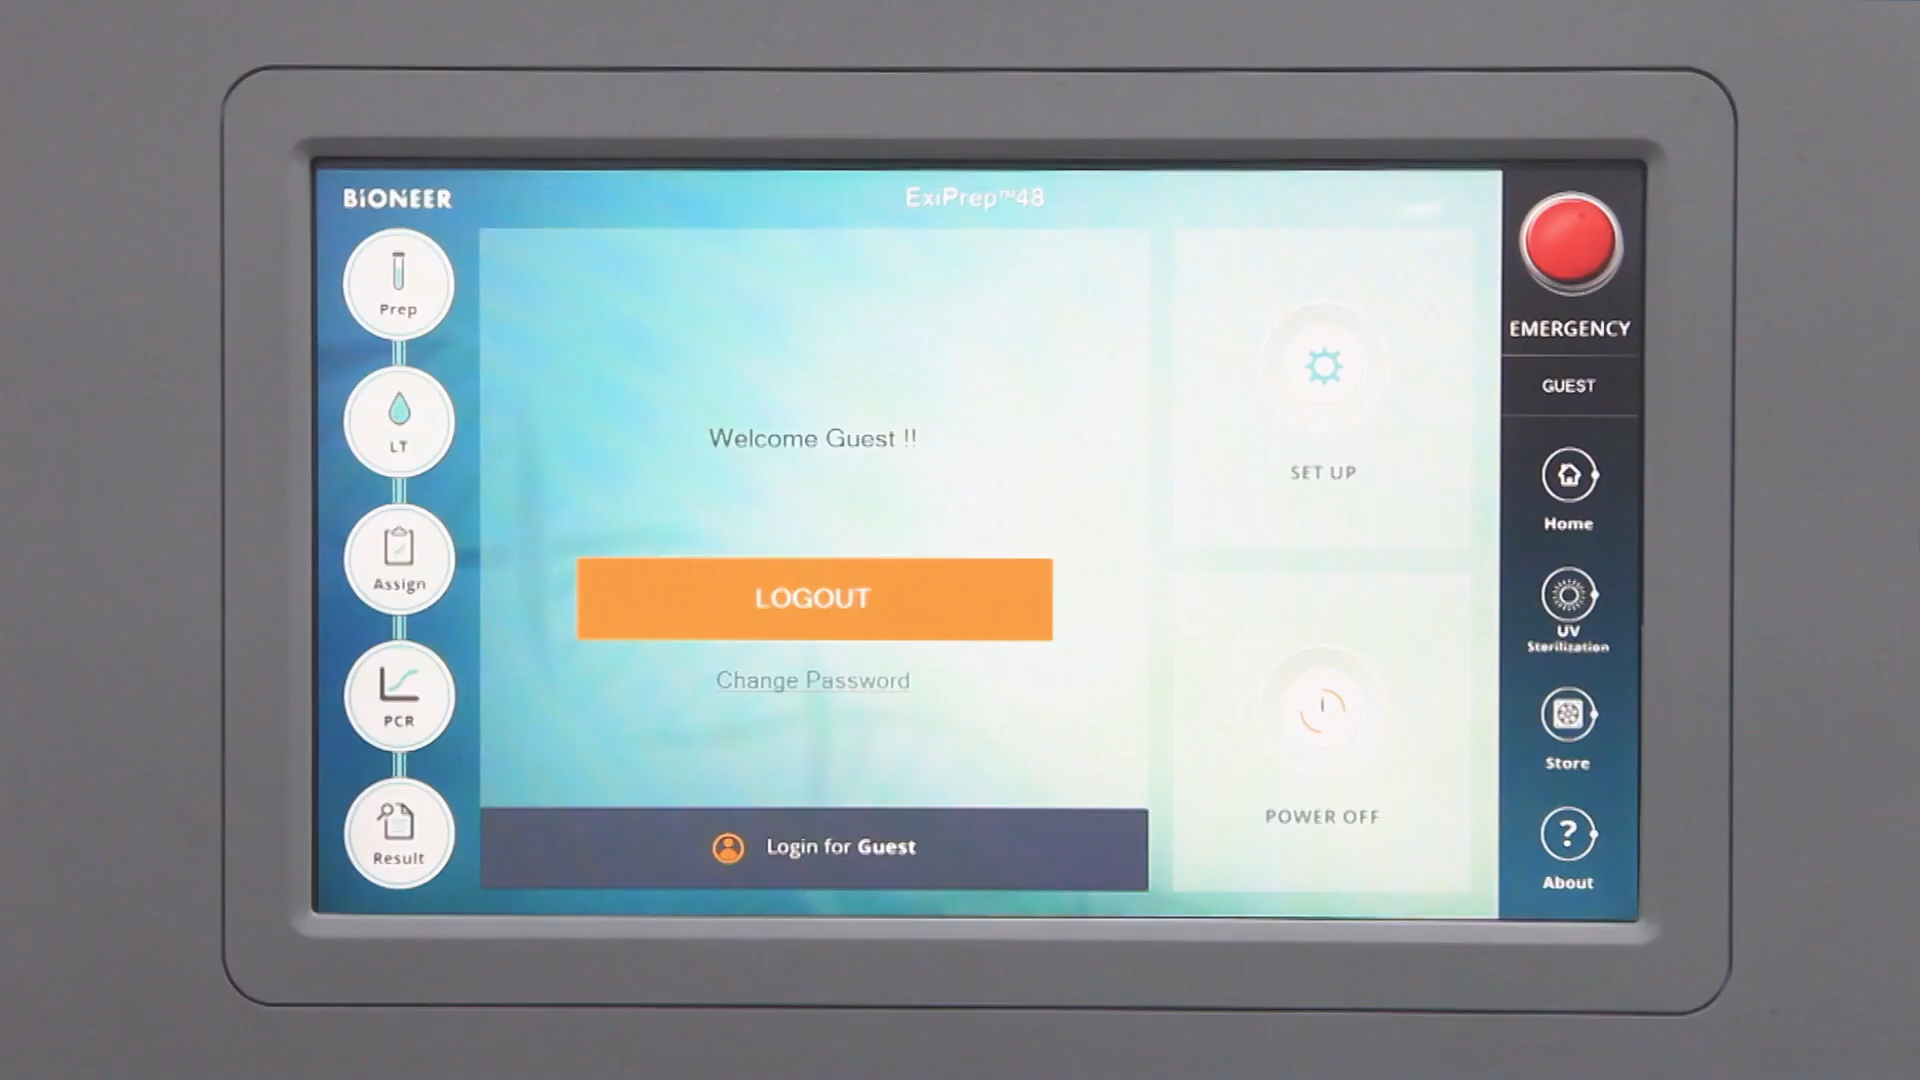 BiONEER
ExiPrep™48
Prep
LT
Assign
PCR
Result
Welcome Guest !!
LOGOUT
Change Password
Login for Guest
SET UP
POWER OFF
EMERGENCY
GUEST
Home
UV
Sterilization
Store
?
About